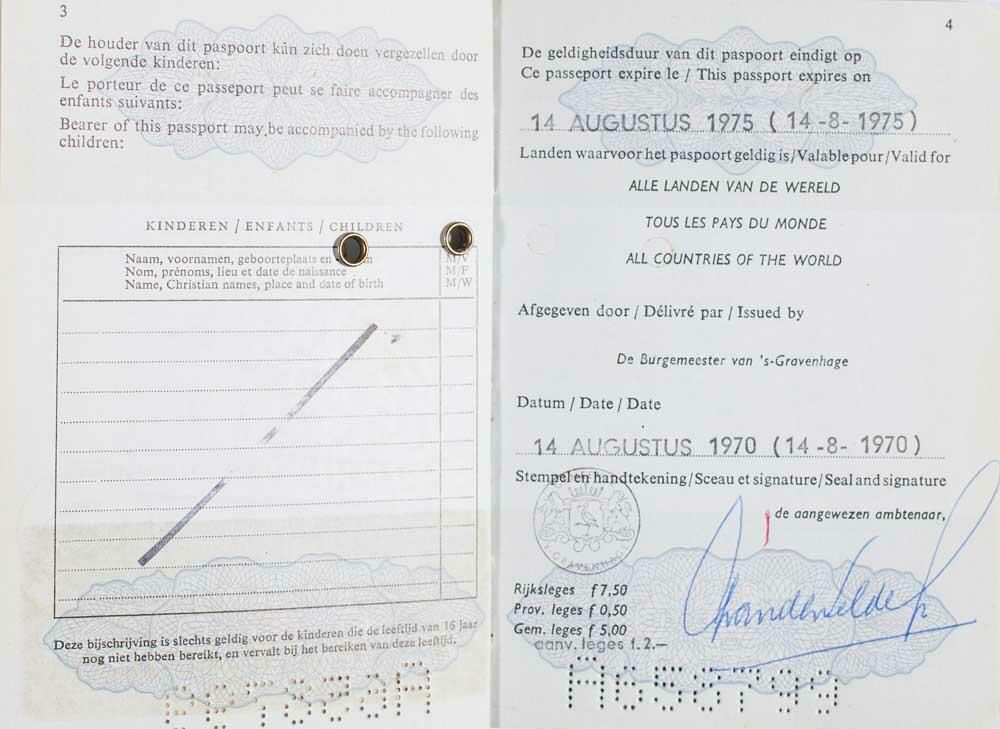 3
De houder van dit paspoort kan zich doen vergezellen door
de volgende kinderen:
Le porteur de ce passeport peut se faire accompagner des
enfants suivants:
Bearer of this passport may be accompanied by the following
children:
KINDEREN / ENFANTS / CHILDREN
Naam, voornamen, geboorteplaats en
M/V
Nom, prénoms, lieu et date de naissance
M/F
Name, Christian names, place and date of birth
M/W
Deze bijschrijving is slechts geldig voor de kinderen die de leeftijd van 16 jaar
nog niet hebben bereikt, en vervalt bij het bereiken van deze leeftijd.
4
De geldigheidsduur van dit paspoort eindigt op
Ce passeport expire le / This passport expires on
14 AUGUSTUS 1975 (14-8-1975)
Landen waarvoor het paspoort geldig is/Valable pour/Valid for
ALLE LANDEN VAN DE WERELD
TOUS LES PAYS DU MONDE
ALL COUNTRIES OF THE WORLD
Afgegeven door / Délivré par / Issued by
De Burgemeester van 's-Gravenhage
Datum / Date / Date
14 AUGUSTUS 1970 (14-8-1970)
Stempel en handtekening/Sceau et signature/Seal and signature
de aangewezen ambtenaar,
Rijksleges f 7,50
Prov. leges f 0,50
Gem. leges f 5,00
aanv. leges f. 2.—